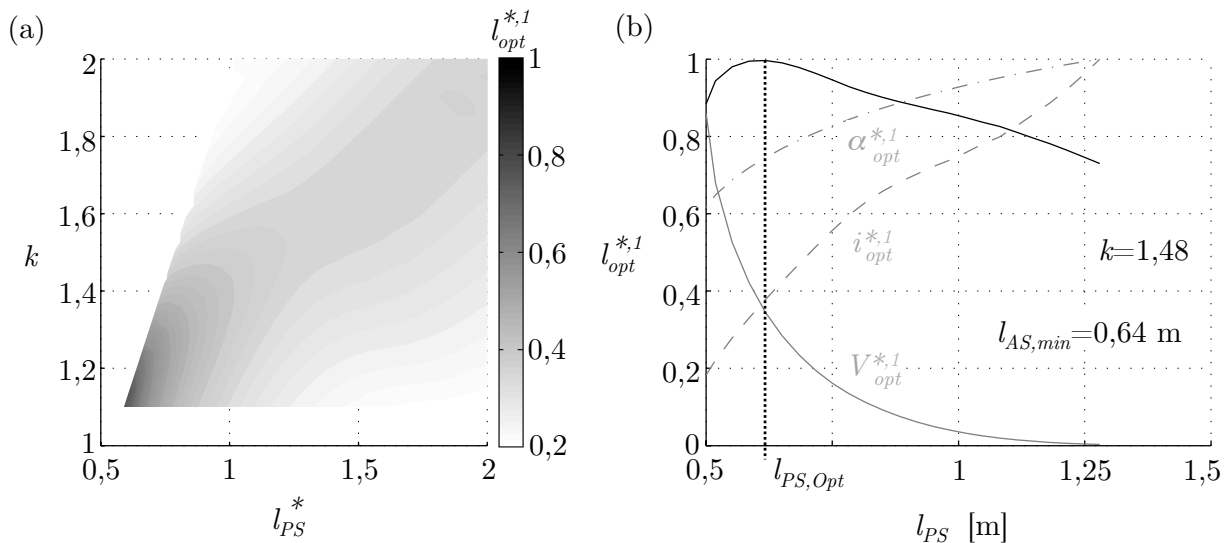 (a)
l*,1opt
2
1,8
1,6
k
1,4
1,2
1
0,5
1
1,5
2
l*PS
1
0,8
0,6
0,4
0,2
(b)
1
0,8
0,6
l*,1opt
0,4
0,2
0
α*,1opt
i*,1opt
k=1,48
lAS,min=0,64 m
V*,1opt
0,5
lPS,Opt
1
1,25
1,5
lPS [m]